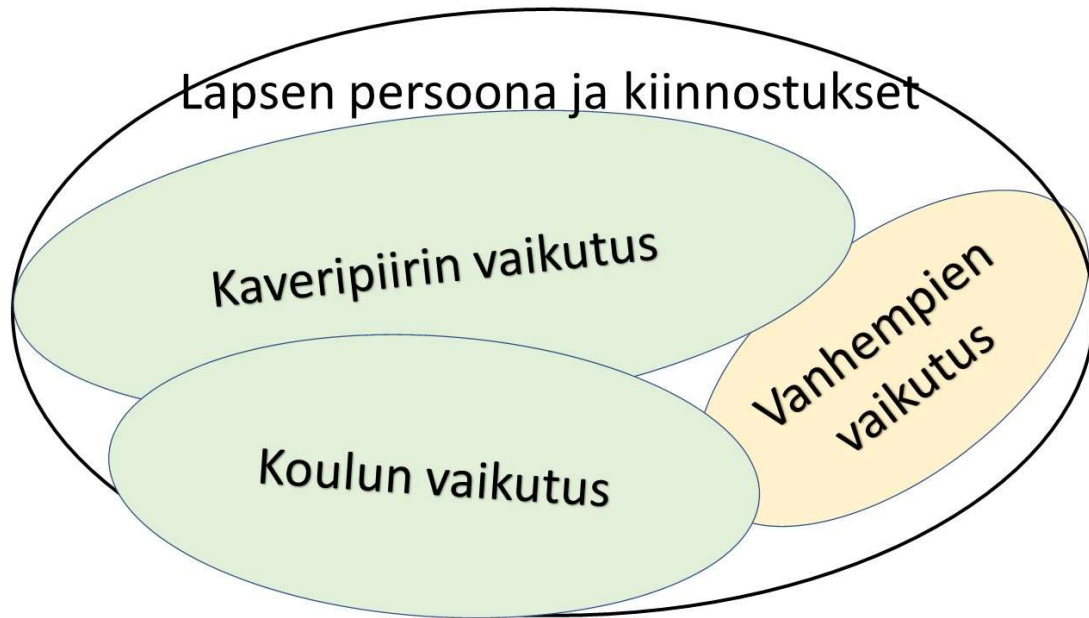 Lapsen persoona ja kiinnostukset
Kaveripiirin vaikutus
Vanhempien
vaikutus
Koulun vaikutus